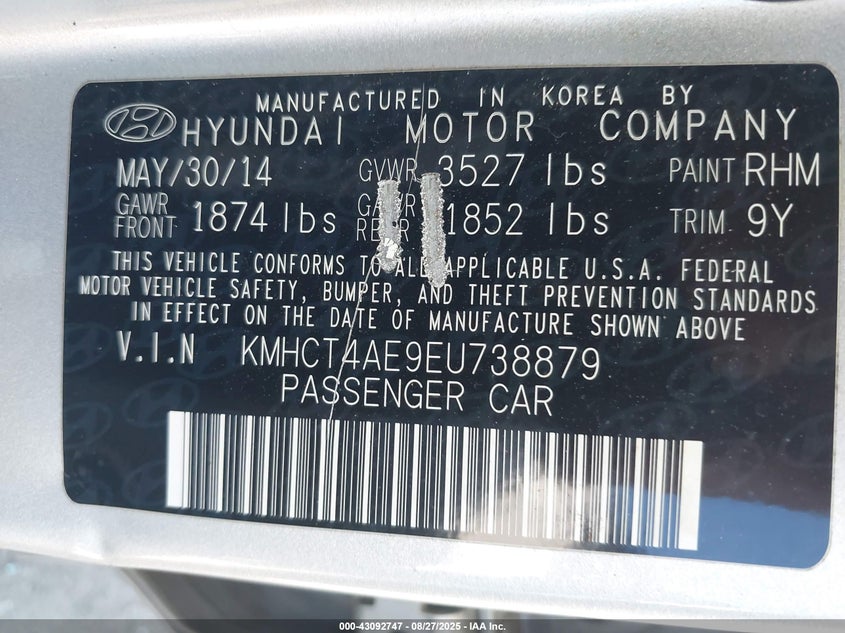 MANUFACTURED IN KOREA BY
HYUNDAI MOTOR COMPANY
MAY/30/14 GVWR 3527 lbs PAINT RHM
GAWR FRONT 1874 lbs GAWR REAR 1852 lbs TRIM 9Y
THIS VEHICLE CONFORMS TO ALL APPLICABLE U.S.A. FEDERAL
MOTOR VEHICLE SAFETY, BUMPER, AND THEFT PREVENTION STANDARDS
IN EFFECT ON THE DATE OF MANUFACTURE SHOWN ABOVE
V.I.N KMHCT4AE9EU738879
PASSENGER CAR
000-43092747 - 08/27/2025 - IAA Inc.